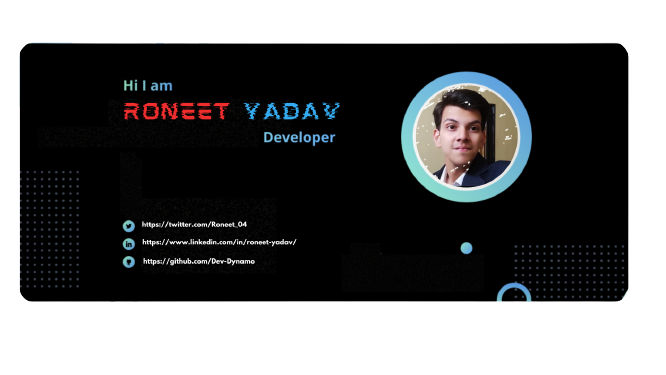 Hi I am
RONEET YADAV
Developer
https://twitter.com/Roneet_04
https://www.linkedin.com/in/roneet-yadav/
https://github.com/Dev-Dynamo